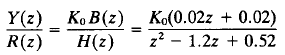 Y(z)/R(z) = K₀B(z)/H(z) = K₀(0.02z + 0.02)/(z² − 1.2z + 0.52)